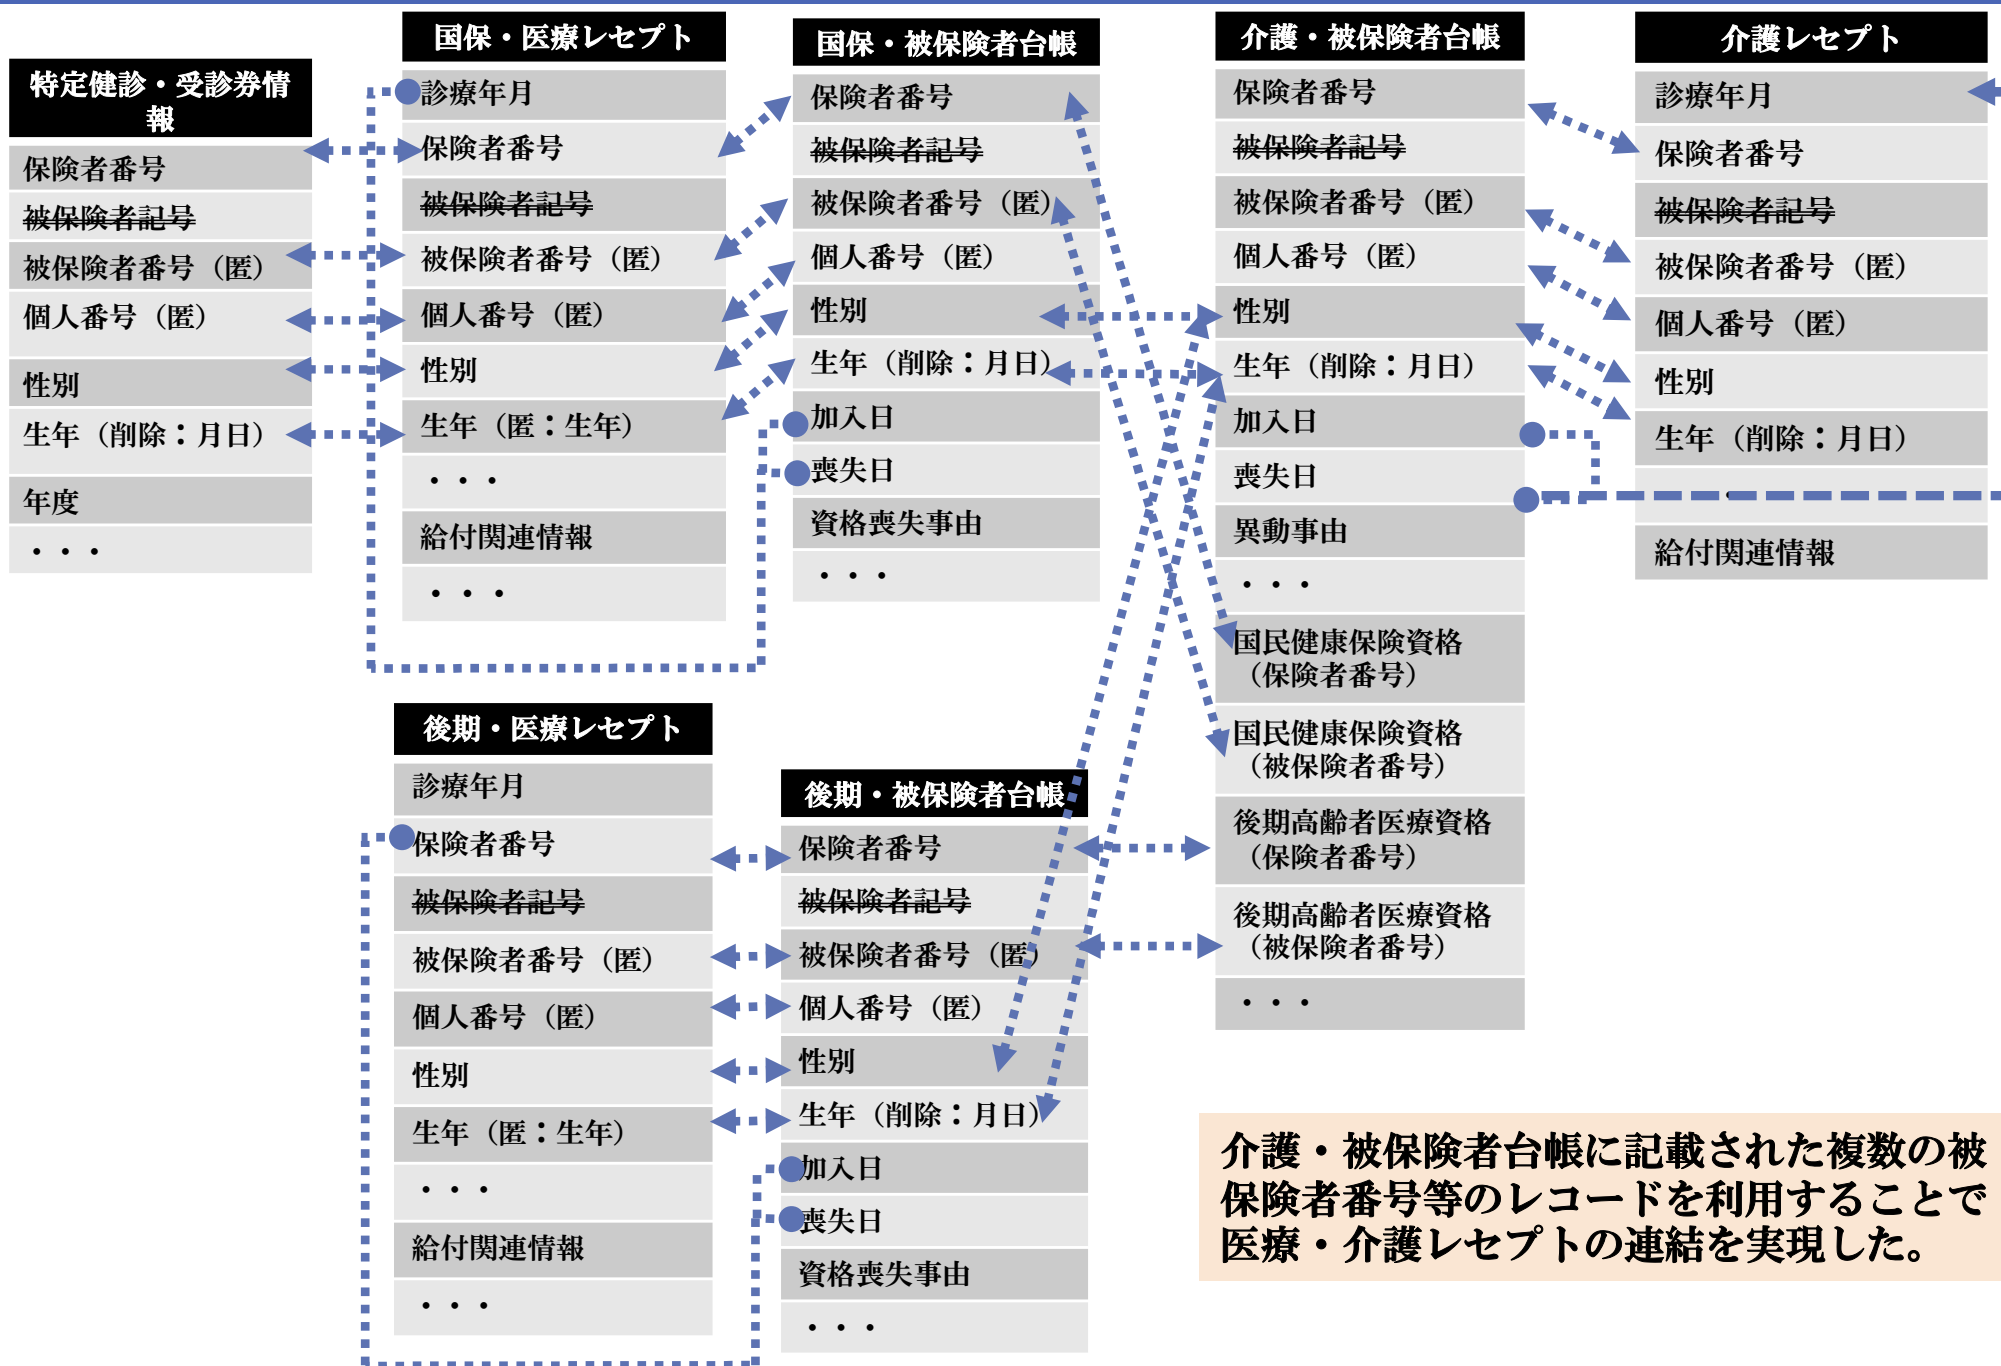 特定健診・受診券情
報
保険者番号
被保険者記号
被保険者番号（匿）
個人番号（匿）
性別
生年（削除：月日）
年度
・・・
国保・医療レセプト
診療年月
保険者番号
被保険者記号
被保険者番号（匿）
個人番号（匿）
性別
生年（匿：生年）
・・・
給付関連情報
・・・
国保・被保険者台帳
保険者番号
被保険者記号
被保険者番号（匿）
個人番号（匿）
性別
生年（削除：月日）
加入日
喪失日
資格喪失事由
・・・
介護・被保険者台帳
保険者番号
被保険者記号
被保険者番号（匿）
個人番号（匿）
性別
生年（削除：月日）
加入日
喪失日
異動事由
・・・
国民健康保険資格
（保険者番号）
国民健康保険資格
（被保険者番号）
後期高齢者医療資格
（保険者番号）
後期高齢者医療資格
（被保険者番号）
・・・
介護レセプト
診療年月
保険者番号
被保険者記号
被保険者番号（匿）
個人番号（匿）
性別
生年（削除：月日）
給付関連情報
後期・医療レセプト
診療年月
保険者番号
被保険者記号
被保険者番号（匿）
個人番号（匿）
性別
生年（匿：生年）
・・・
給付関連情報
・・・
後期・被保険者台帳
保険者番号
被保険者記号
被保険者番号（匿）
個人番号（匿）
性別
生年（削除：月日）
加入日
喪失日
資格喪失事由
・・・
介護・被保険者台帳に記載された複数の被
保険者番号等のレコードを利用することで
医療・介護レセプトの連結を実現した。